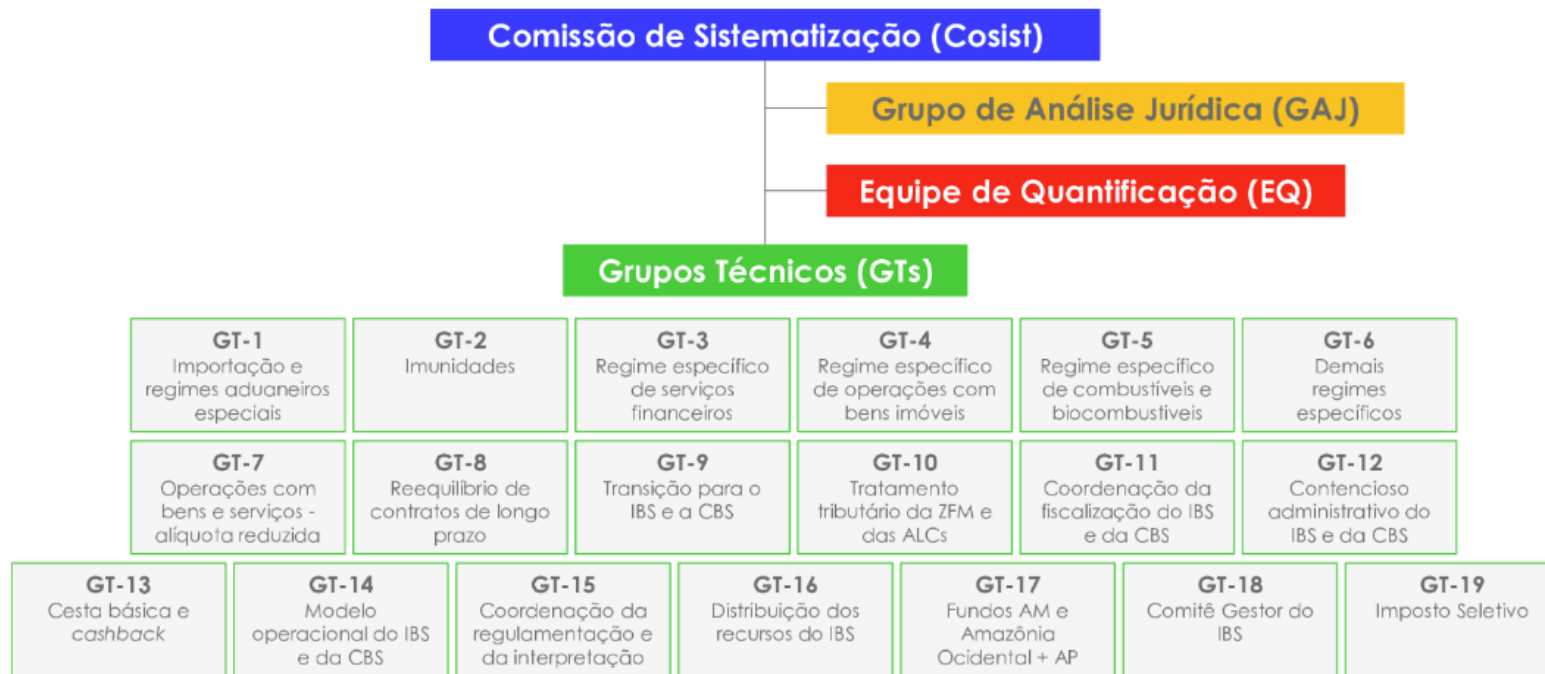 Comissão de Sistematização (Cosist)
Grupo de Análise Jurídica (GAJ)
Equipe de Quantificação (EQ)
Grupos Técnicos (GTs)
GT-1
Importação e
regimes aduaneiros
especiais
GT-2
Imunidades
GT-3
Regime específico
de serviços
financeiros
GT-4
Regime específico
de operações com
bens imóveis
GT-5
Regime específico
de combustíveis e
biocombustiveis
GT-6
Demais
regimes
específicos
GT-7
Operações com
bens e serviços -
alíquota reduzida
GT-8
Reequilíbrio de
contratos de longo
prazo
GT-9
Transição para o
IBS e a CBS
GT-10
Tratamento
tributário da ZFM e
das ALCs
GT-11
Coordenação da
fiscalização do IBS
e da CBS
GT-12
Contencioso
administrativo do
IBS e da CBS
GT-13
Cesta básica e
cashback
GT-14
Modelo
operacional do IBS
e da CBS
GT-15
Coordenação da
regulamentação e
da interpretação
GT-16
Distribuição dos
recursos do IBS
GT-17
Fundos AM e
Amazônia
Ocidental + AP
GT-18
Comitê Gestor do
IBS
GT-19
Imposto Seletivo